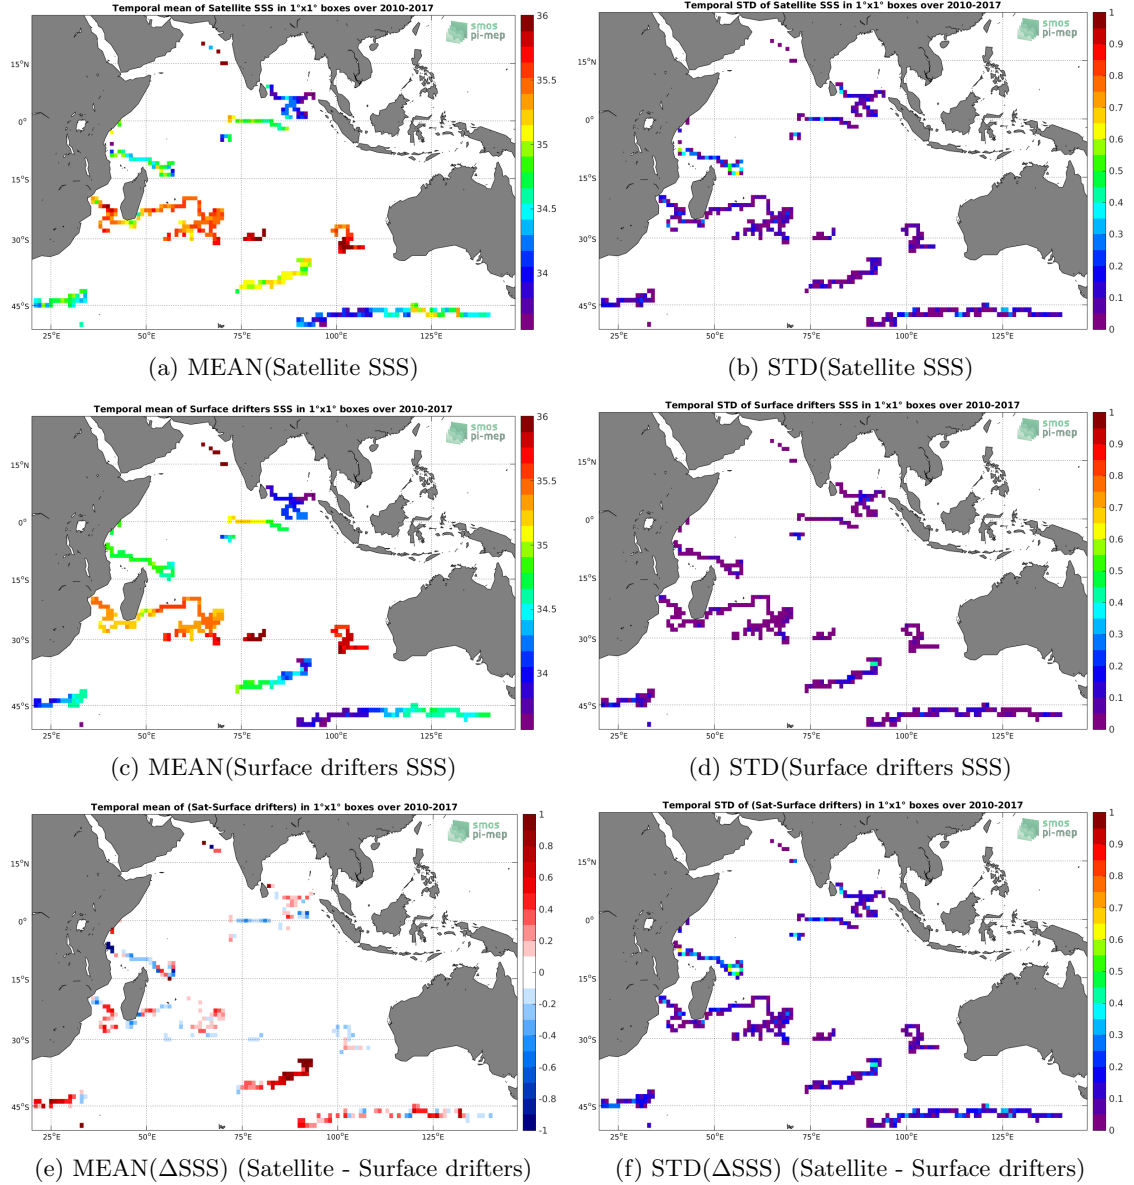 Temporal mean of Satellite SSS in 1°x1° boxes over 2010-2017
smos
pi-mep
15°N
0°
15°S
30°S
45°S
25°E
50°E
75°E
100°E
125°E
36
35.5
35
34.5
34
(a) MEAN(Satellite SSS)
Temporal STD of Satellite SSS in 1°x1° boxes over 2010-2017
smos
pi-mep
15°N
0°
15°S
30°S
45°S
25°E
50°E
75°E
100°E
125°E
1
0.9
0.8
0.7
0.6
0.5
0.4
0.3
0.2
0.1
0
(b) STD(Satellite SSS)
Temporal mean of Surface drifters SSS in 1°x1° boxes over 2010-2017
smos
pi-mep
15°N
0°
15°S
30°S
45°S
25°E
50°E
75°E
100°E
125°E
36
35.5
35
34.5
34
(c) MEAN(Surface drifters SSS)
Temporal STD of Surface drifters SSS in 1°x1° boxes over 2010-2017
smos
pi-mep
15°N
0°
15°S
30°S
45°S
25°E
50°E
75°E
100°E
125°E
1
0.9
0.8
0.7
0.6
0.5
0.4
0.3
0.2
0.1
0
(d) STD(Surface drifters SSS)
Temporal mean of (Sat-Surface drifters) in 1°x1° boxes over 2010-2017
smos
pi-mep
15°N
0°
15°S
30°S
45°S
25°E
50°E
75°E
100°E
125°E
1
0.8
0.6
0.4
0.2
0.1
0
-0.1
-0.2
-0.4
-0.6
-0.8
-1
(e) MEAN(ΔSSS) (Satellite - Surface drifters)
Temporal STD of (Sat-Surface drifters) in 1°x1° boxes over 2010-2017
smos
pi-mep
15°N
0°
15°S
30°S
45°S
25°E
50°E
75°E
100°E
125°E
1
0.9
0.8
0.7
0.6
0.5
0.4
0.3
0.2
0.1
0
(f) STD(ΔSSS) (Satellite - Surface drifters)